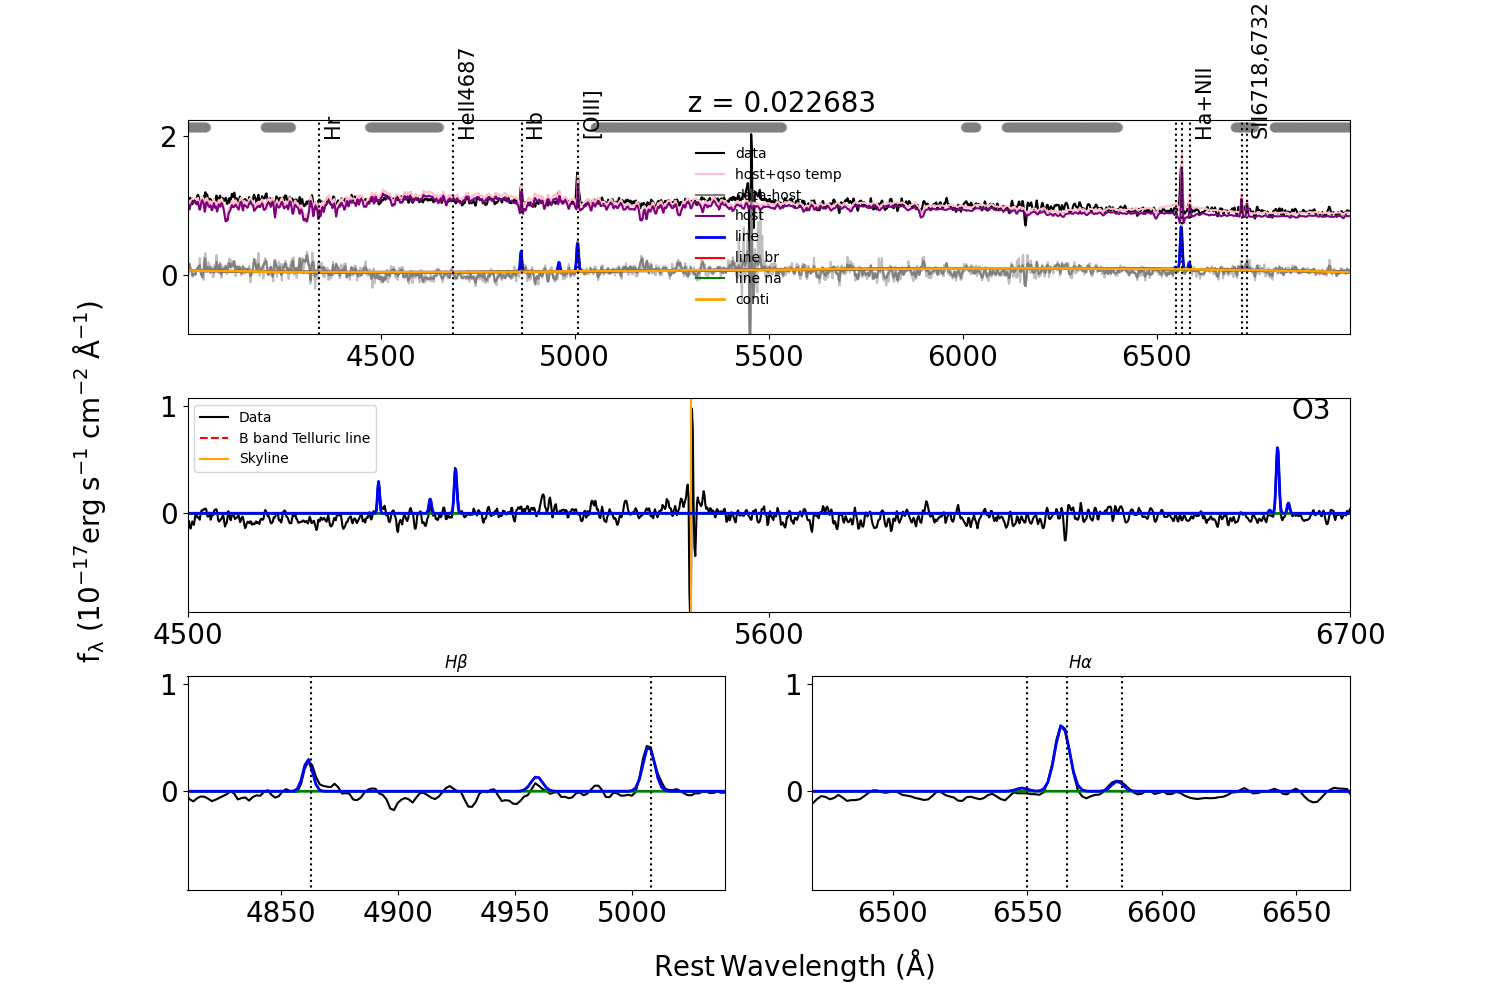 z = 0.022683
Hr
HeII4687
Hb
[OIII]
Ha+NII
SII6718,6732
2
0
data
host+qso temp
data-host
host
line
line br
line na
conti
4500 5000 5500 6000 6500
1
0
Data
B band Telluric line
Skyline
O3
4500 5600 6700
fλ (10⁻¹⁷erg s⁻¹ cm⁻² Å⁻¹)
Hβ
1
0
4850 4900 4950 5000
Hα
1
0
6500 6550 6600 6650
Rest Wavelength (Å)